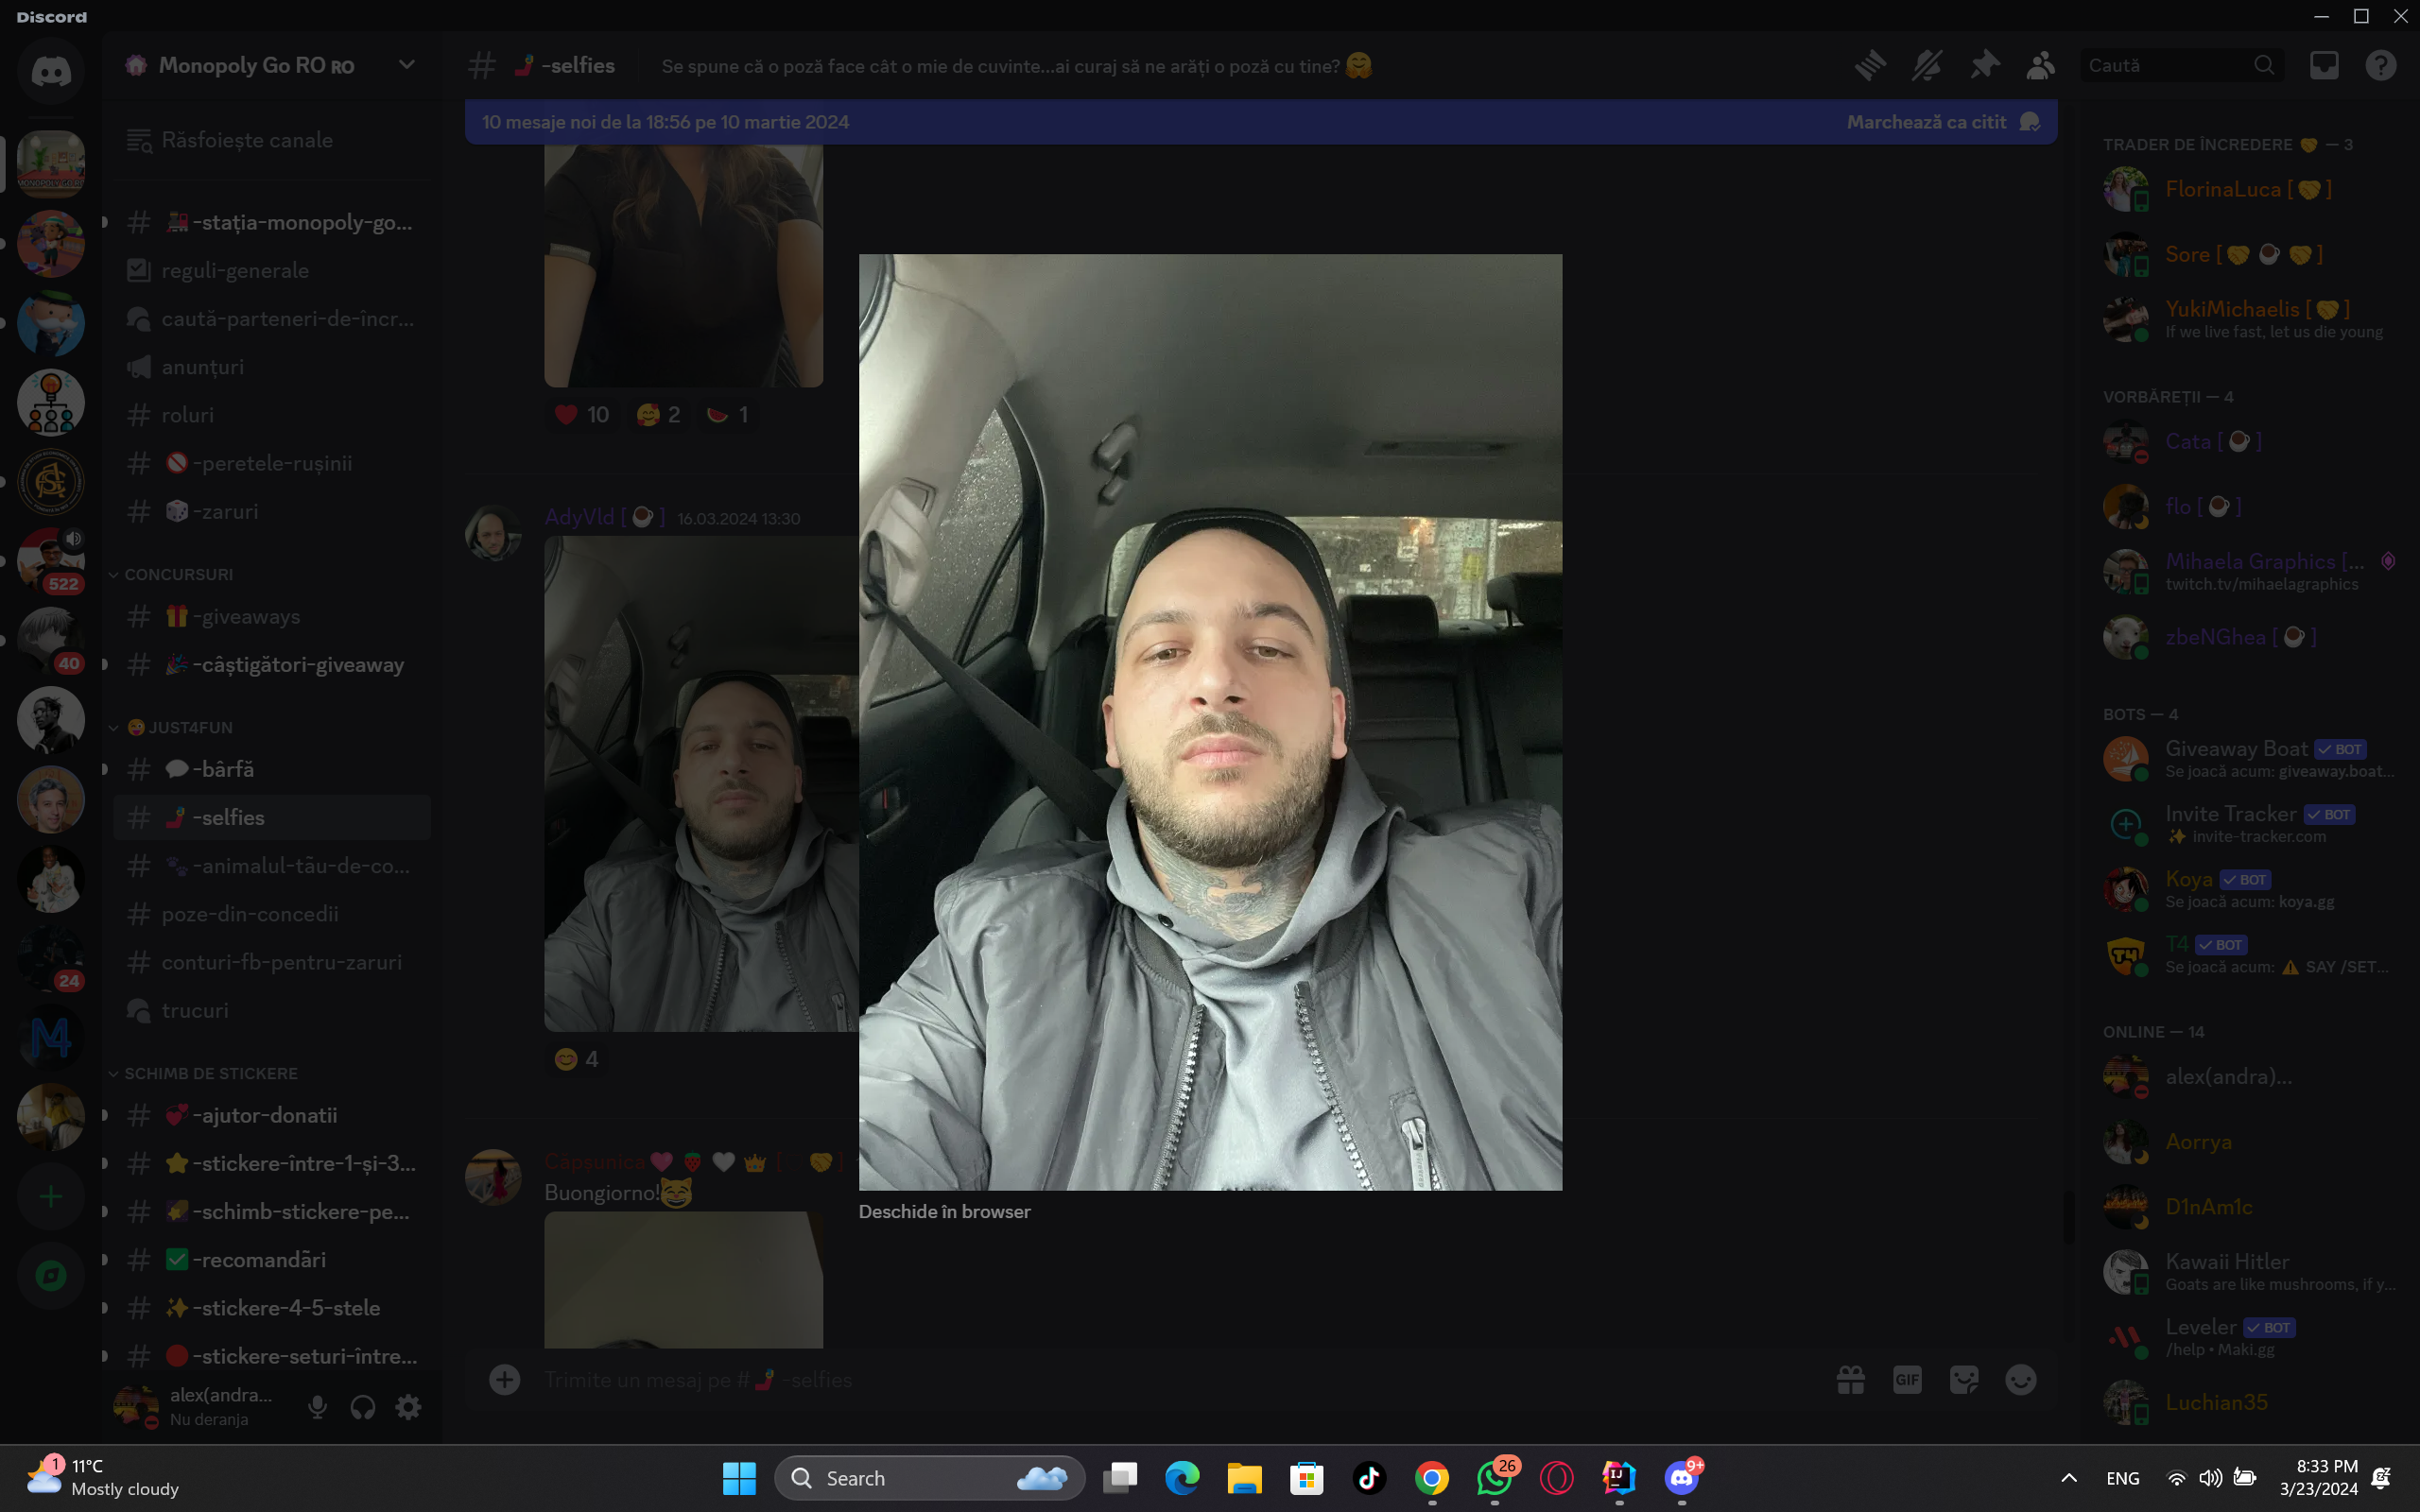 Discord
Monopoly Go RO RO
-selfies
Se spune că o poză face cât o mie de cuvinte...ai curaj să ne arăți o poză cu tine?
Caută
Răsfoiește canale
-stația-monopoly-go...
reguli-generale
caută-parteneri-de-încr...
anunțuri
roluri
-peretele-rușinii
-zaruri
CONCURSURI
-giveaways
-câștigători-giveaway
JUST4FUN
-bârfă
-selfies
-animalul-tău-de-co...
poze-din-concedii
conturi-fb-pentru-zaruri
trucuri
SCHIMB DE STICKERE
-ajutor-donatii
-stickere-între-1-și-3...
-schimb-stickere-pe...
-recomandări
-stickere-4-5-stele
-stickere-seturi-între...
alex(andra...
Nu deranja
522
40
24
10 mesaje noi de la 18:56 pe 10 martie 2024
Marchează ca citit
10 2 1
AdyVld [ ] 16.03.2024 13:30
4
Căpșunica [ ]
Buongiorno!
Deschide în browser
Trimite un mesaj pe # -selfies
GIF
TRADER DE ÎNCREDERE — 3
FlorinaLuca [ ]
Sore [ ]
YukiMichaelis [ ]
If we live fast, let us die young
VORBĂREȚII — 4
Cata [ ]
flo [ ]
Mihaela Graphics [...
twitch.tv/mihaelagraphics
zbeNGhea [ ]
BOTS — 4
Giveaway Boat BOT
Se joacă acum: giveaway.boat...
Invite Tracker BOT
invite-tracker.com
Koya BOT
Se joacă acum: koya.gg
T4 BOT
Se joacă acum: SAY /SET...
ONLINE — 14
alex(andra)...
Aorrya
D1nAm1c
Kawaii Hitler
Goats are like mushrooms, if y...
Leveler BOT
/help • Maki.gg
Luchian35
1
11°C
Mostly cloudy
Search
26
9+
ENG
8:33 PM
3/23/2024